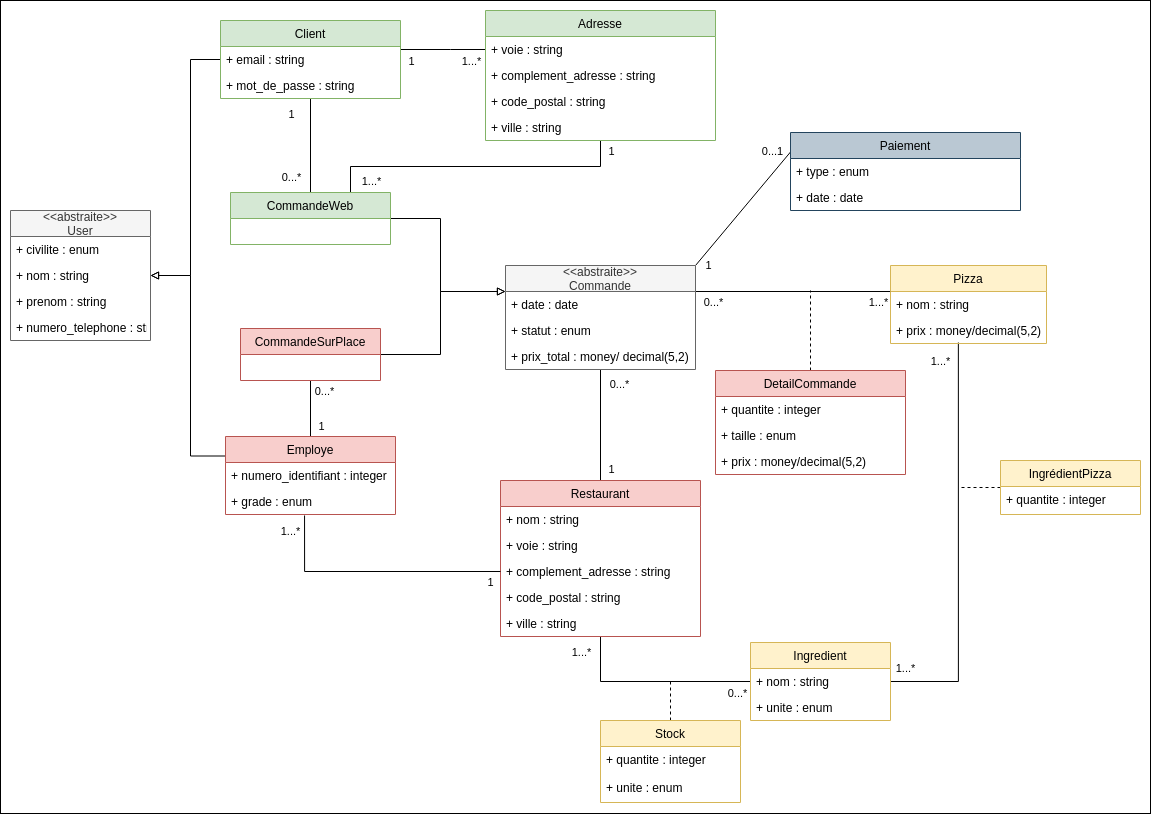 Client
+ email : string
+ mot_de_passe : string
1
1...*
Adresse
+ voie : string
+ complement_adresse : string
+ code_postal : string
+ ville : string
1
0...*
1
1...*
CommandeWeb
<<abstraite>>
User
+ civilite : enum
+ nom : string
+ prenom : string
+ numero_telephone : st
0...1
Paiement
+ type : enum
+ date : date
1
<<abstraite>>
Commande
+ date : date
+ statut : enum
+ prix_total : money/ decimal(5,2)
0...*
1...*
Pizza
+ nom : string
+ prix : money/decimal(5,2)
1...*
CommandeSurPlace
0...*
1
0...*
1
DetailCommande
+ quantite : integer
+ taille : enum
+ prix : money/decimal(5,2)
Employe
+ numero_identifiant : integer
+ grade : enum
1...*
1
IngrédientPizza
+ quantite : integer
Restaurant
+ nom : string
+ voie : string
+ complement_adresse : string
+ code_postal : string
+ ville : string
1...*
0...*
Ingredient
+ nom : string
+ unite : enum
1...*
Stock
+ quantite : integer
+ unite : enum